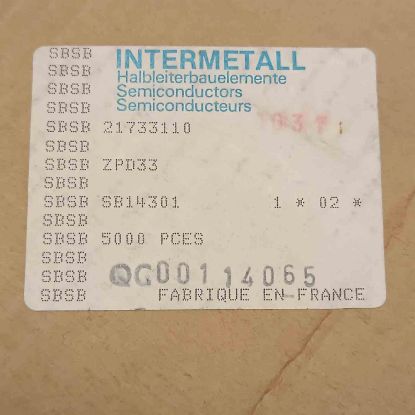 SBSB INTERMETALL
SBSB Halbleiterbauelemente
SBSB Semiconductors
SBSB Semiconducteurs
SBSB 21733110
SBSB
SBSB ZPD33
SBSB
SBSB SB14301 1 * 02 *
SBSB
SBSB 5000 PCES
SBSB
SBSB QG00114065
SBSB FABRIQUE EN FRANCE